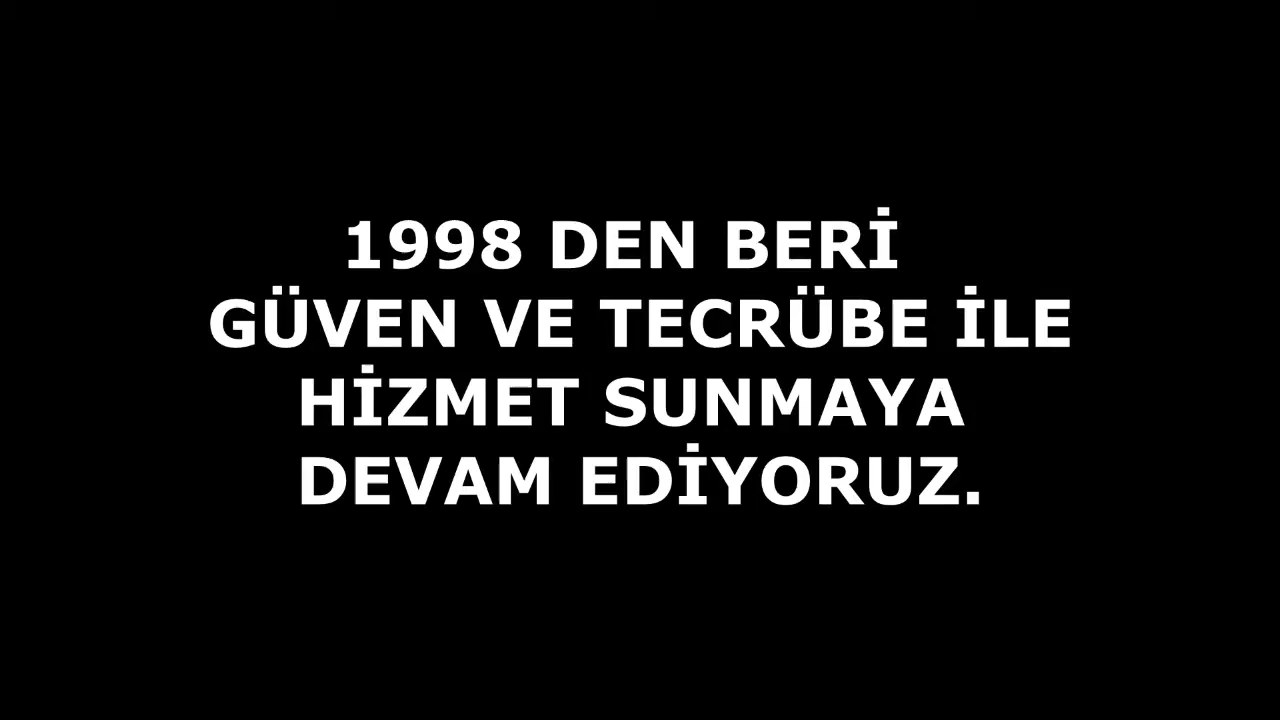 1998 DEN BERİ
GÜVEN VE TECRÜBE İLE
HİZMET SUNMAYA
DEVAM EDİYORUZ.